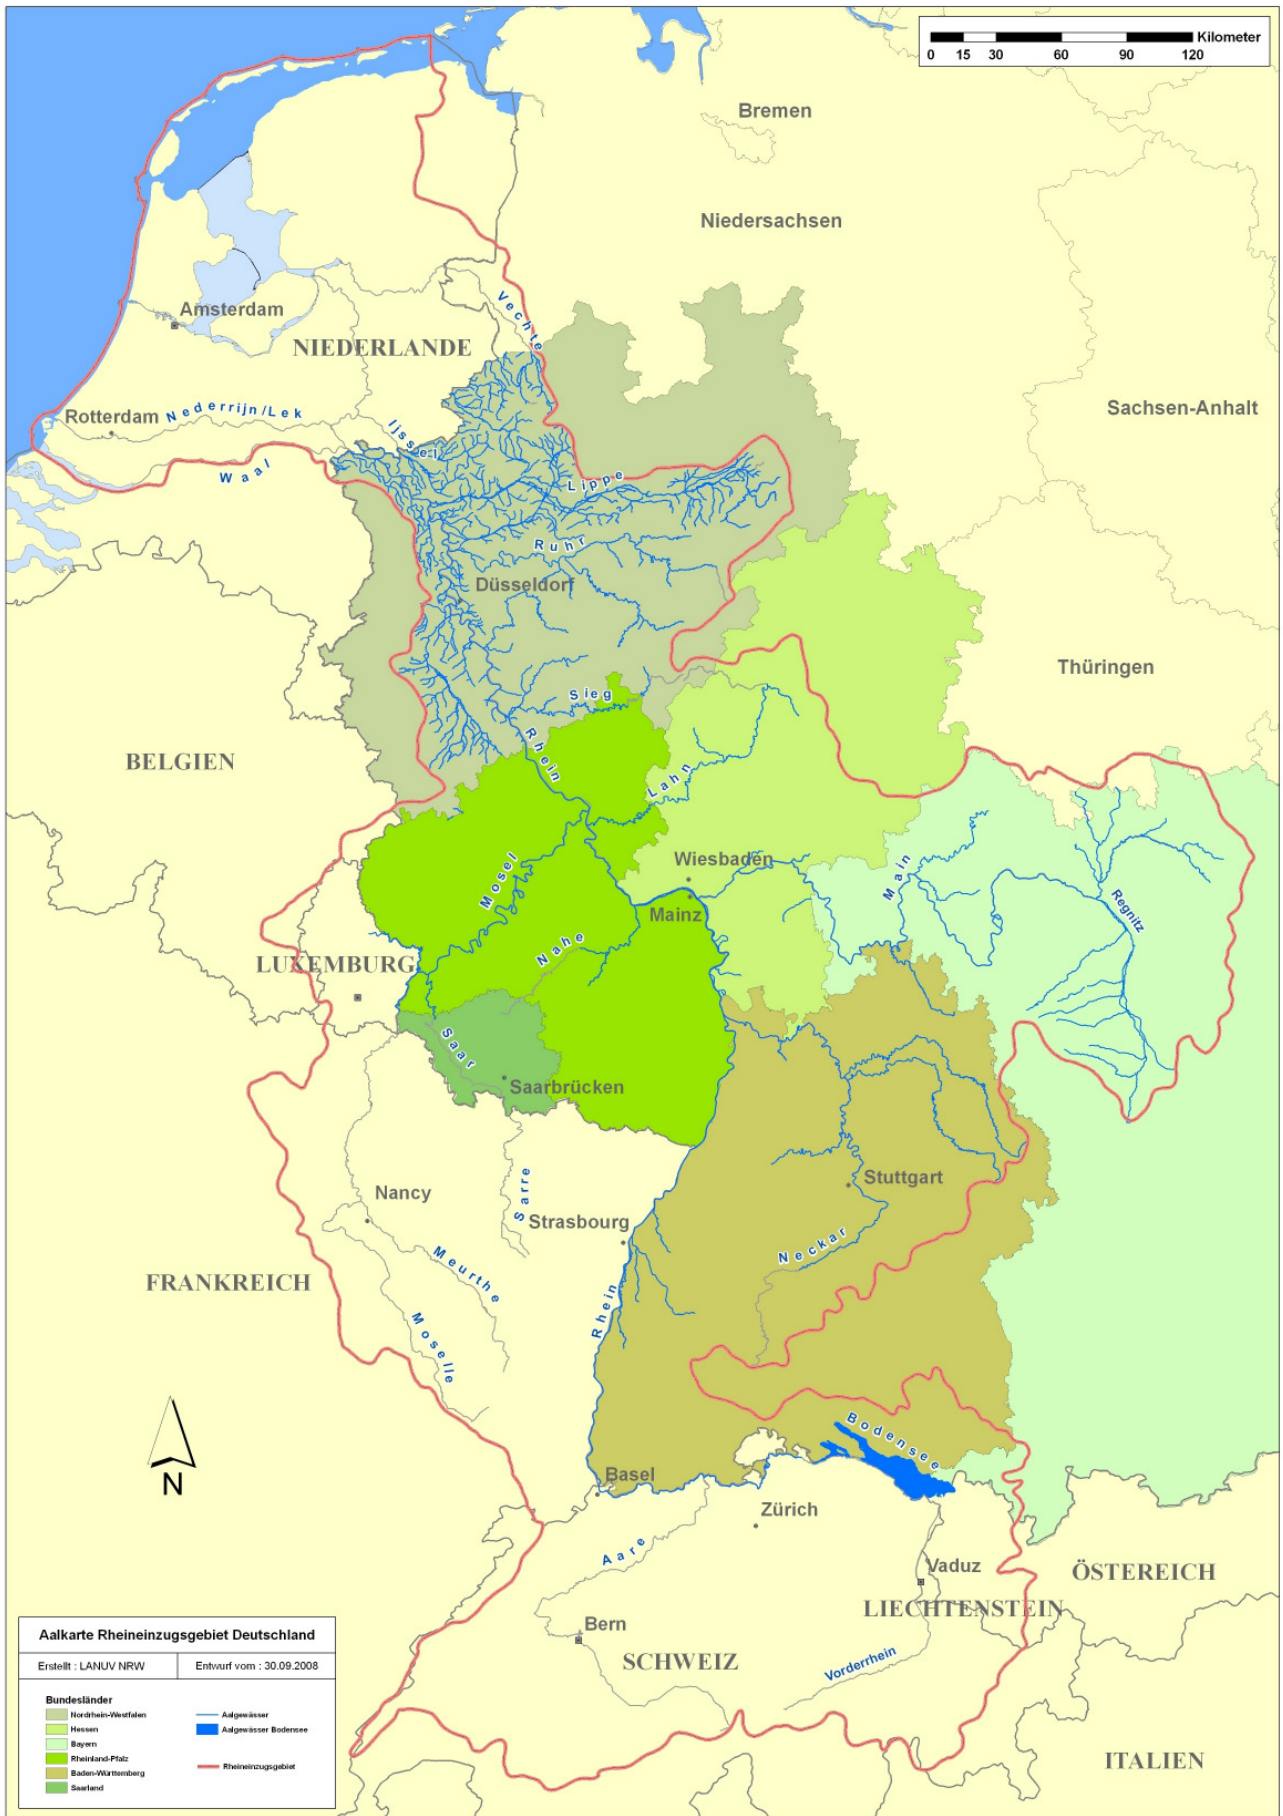 Kilometer
0 15 30 60 90 120
Bremen
Niedersachsen
Vechte
Amsterdam
NIEDERLANDE
Sachsen-Anhalt
Rotterdam
Nederrijn/Lek
Ijssel
Waal
Lippe
Ruhr
Düsseldorf
Thüringen
Sieg
BELGIEN
Rhein
Lahn
Wiesbaden
Mosel
Main
Mainz
Regnitz
Nahe
LUXEMBURG
Saar
Saarbrücken
Stuttgart
Nancy
Sarre
Strasbourg
Neckar
Meurthe
FRANKREICH
Rhein
Moselle
Bodensee
Basel
Zürich
Aare
Vaduz
ÖSTEREICH
LIECHTENSTEIN
Bern
SCHWEIZ
Vorderrhein
ITALIEN
N
Aalkarte Rheineinzugsgebiet Deutschland
Erstellt : LANUV NRW Entwurf vom : 30.09.2008
Bundesländer
Nordrhein-Westfalen
Hessen
Bayern
Rheinland-Pfalz
Baden-Württemberg
Saarland
Aalgewässer
Aalgewässer Bodensee
Rheineinzugsgebiet